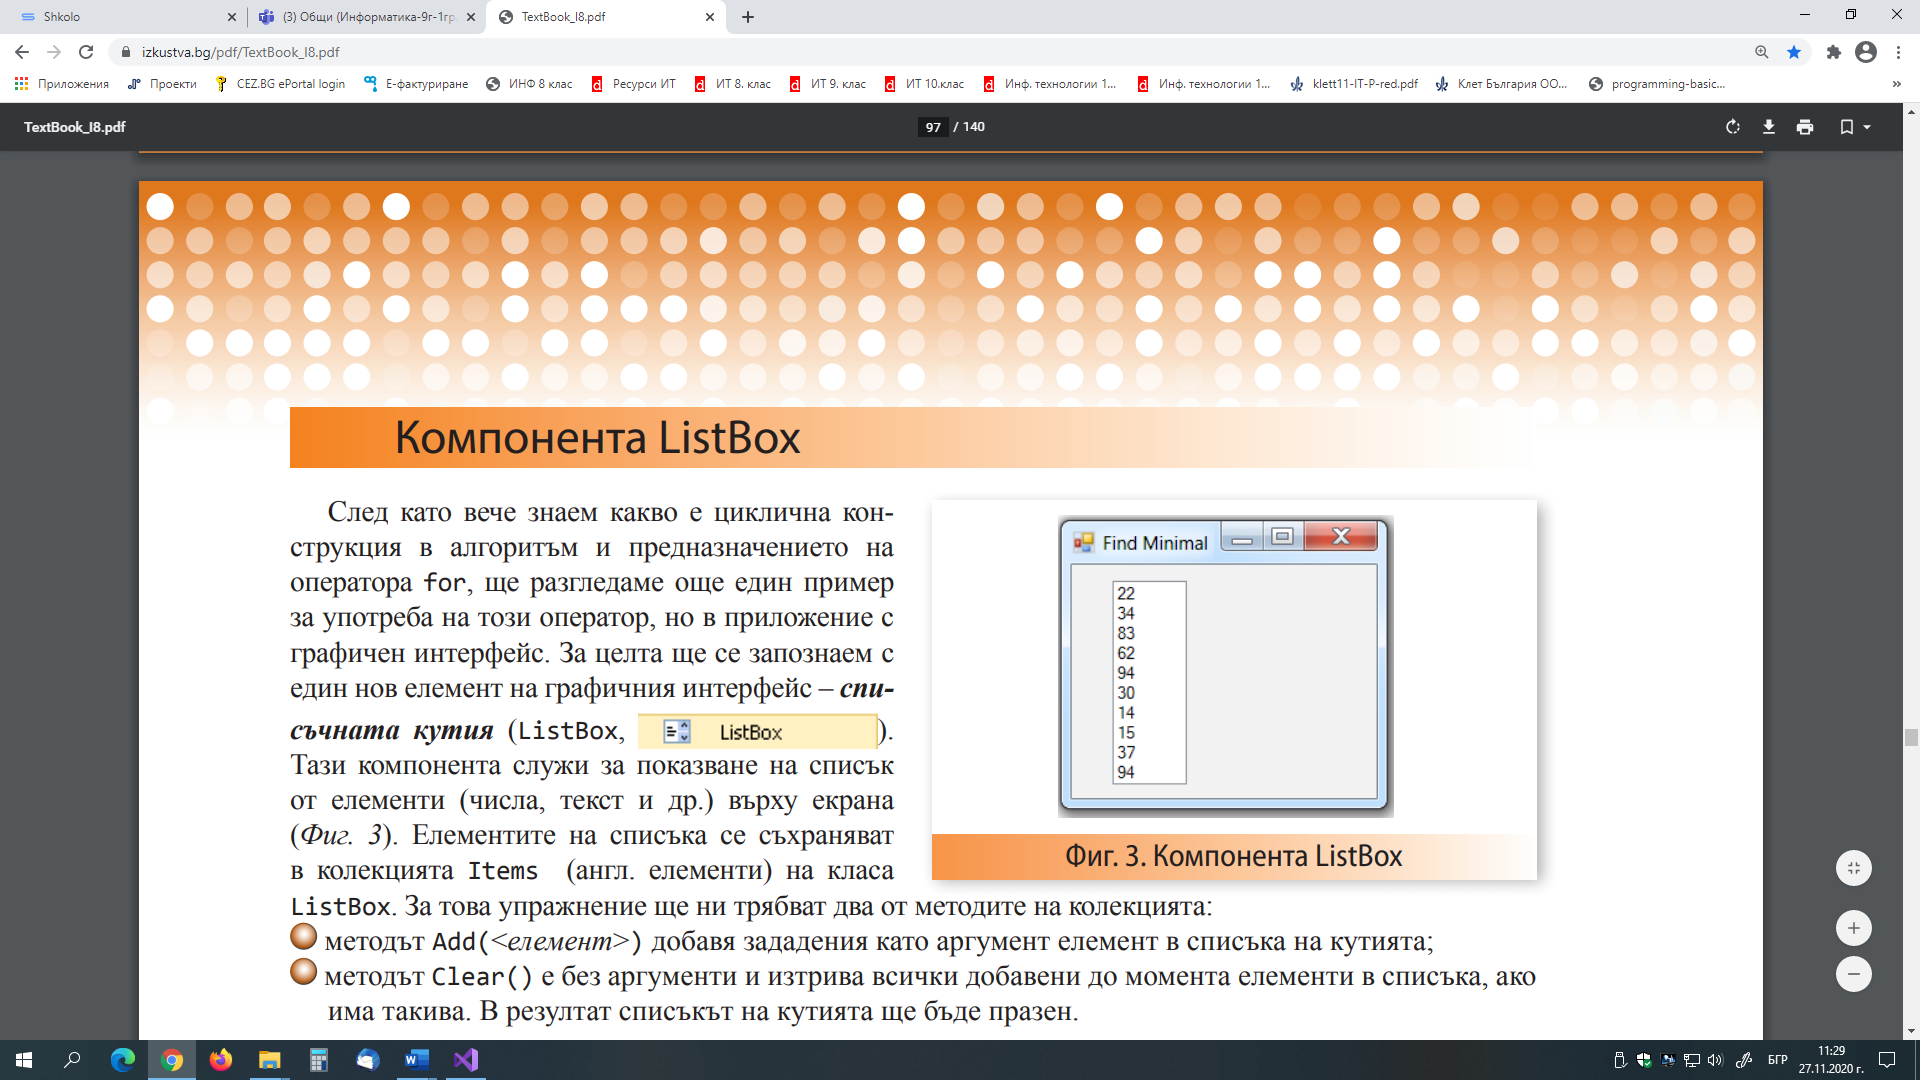 Shkolo
(3) Общи (Информатика-9г-1гр
TextBook_I8.pdf
izkustva.bg/pdf/TextBook_I8.pdf
Приложения
Проекти
CEZ.BG ePortal login
Е-фактуриране
ИНФ 8 клас
Ресурси ИТ
ИТ 8. клас
ИТ 9. клас
ИТ 10.клас
Инф. технологии 1...
Инф. технологии 1...
klett11-IT-P-red.pdf
Клет България ОО...
programming-basic...
»
TextBook_I8.pdf
97 / 140
Компонента ListBox
След като вече знаем какво е циклична кон-
струкция в алгоритъм и предназначението на
оператора for, ще разгледаме още един пример
за употреба на този оператор, но в приложение с
графичен интерфейс. За целта ще се запознаем с
един нов елемент на графичния интерфейс – спи-
съчната кутия (ListBox, ListBox).
Тази компонента служи за показване на списък
от елементи (числа, текст и др.) върху екрана
(Фиг. 3). Елементите на списъка се съхраняват
в колекцията Items (англ. елементи) на класа
ListBox. За това упражнение ще ни трябват два от методите на колекцията:
методът Add(<елемент>) добавя зададения като аргумент елемент в списъка на кутията;
методът Clear() е без аргументи и изтрива всички добавени до момента елементи в списъка, ако
има такива. В резултат списъкът на кутията ще бъде празен.
Find Minimal
22
34
83
62
94
30
14
15
37
94
Фиг. 3. Компонента ListBox
БГР
11:29
27.11.2020 г.